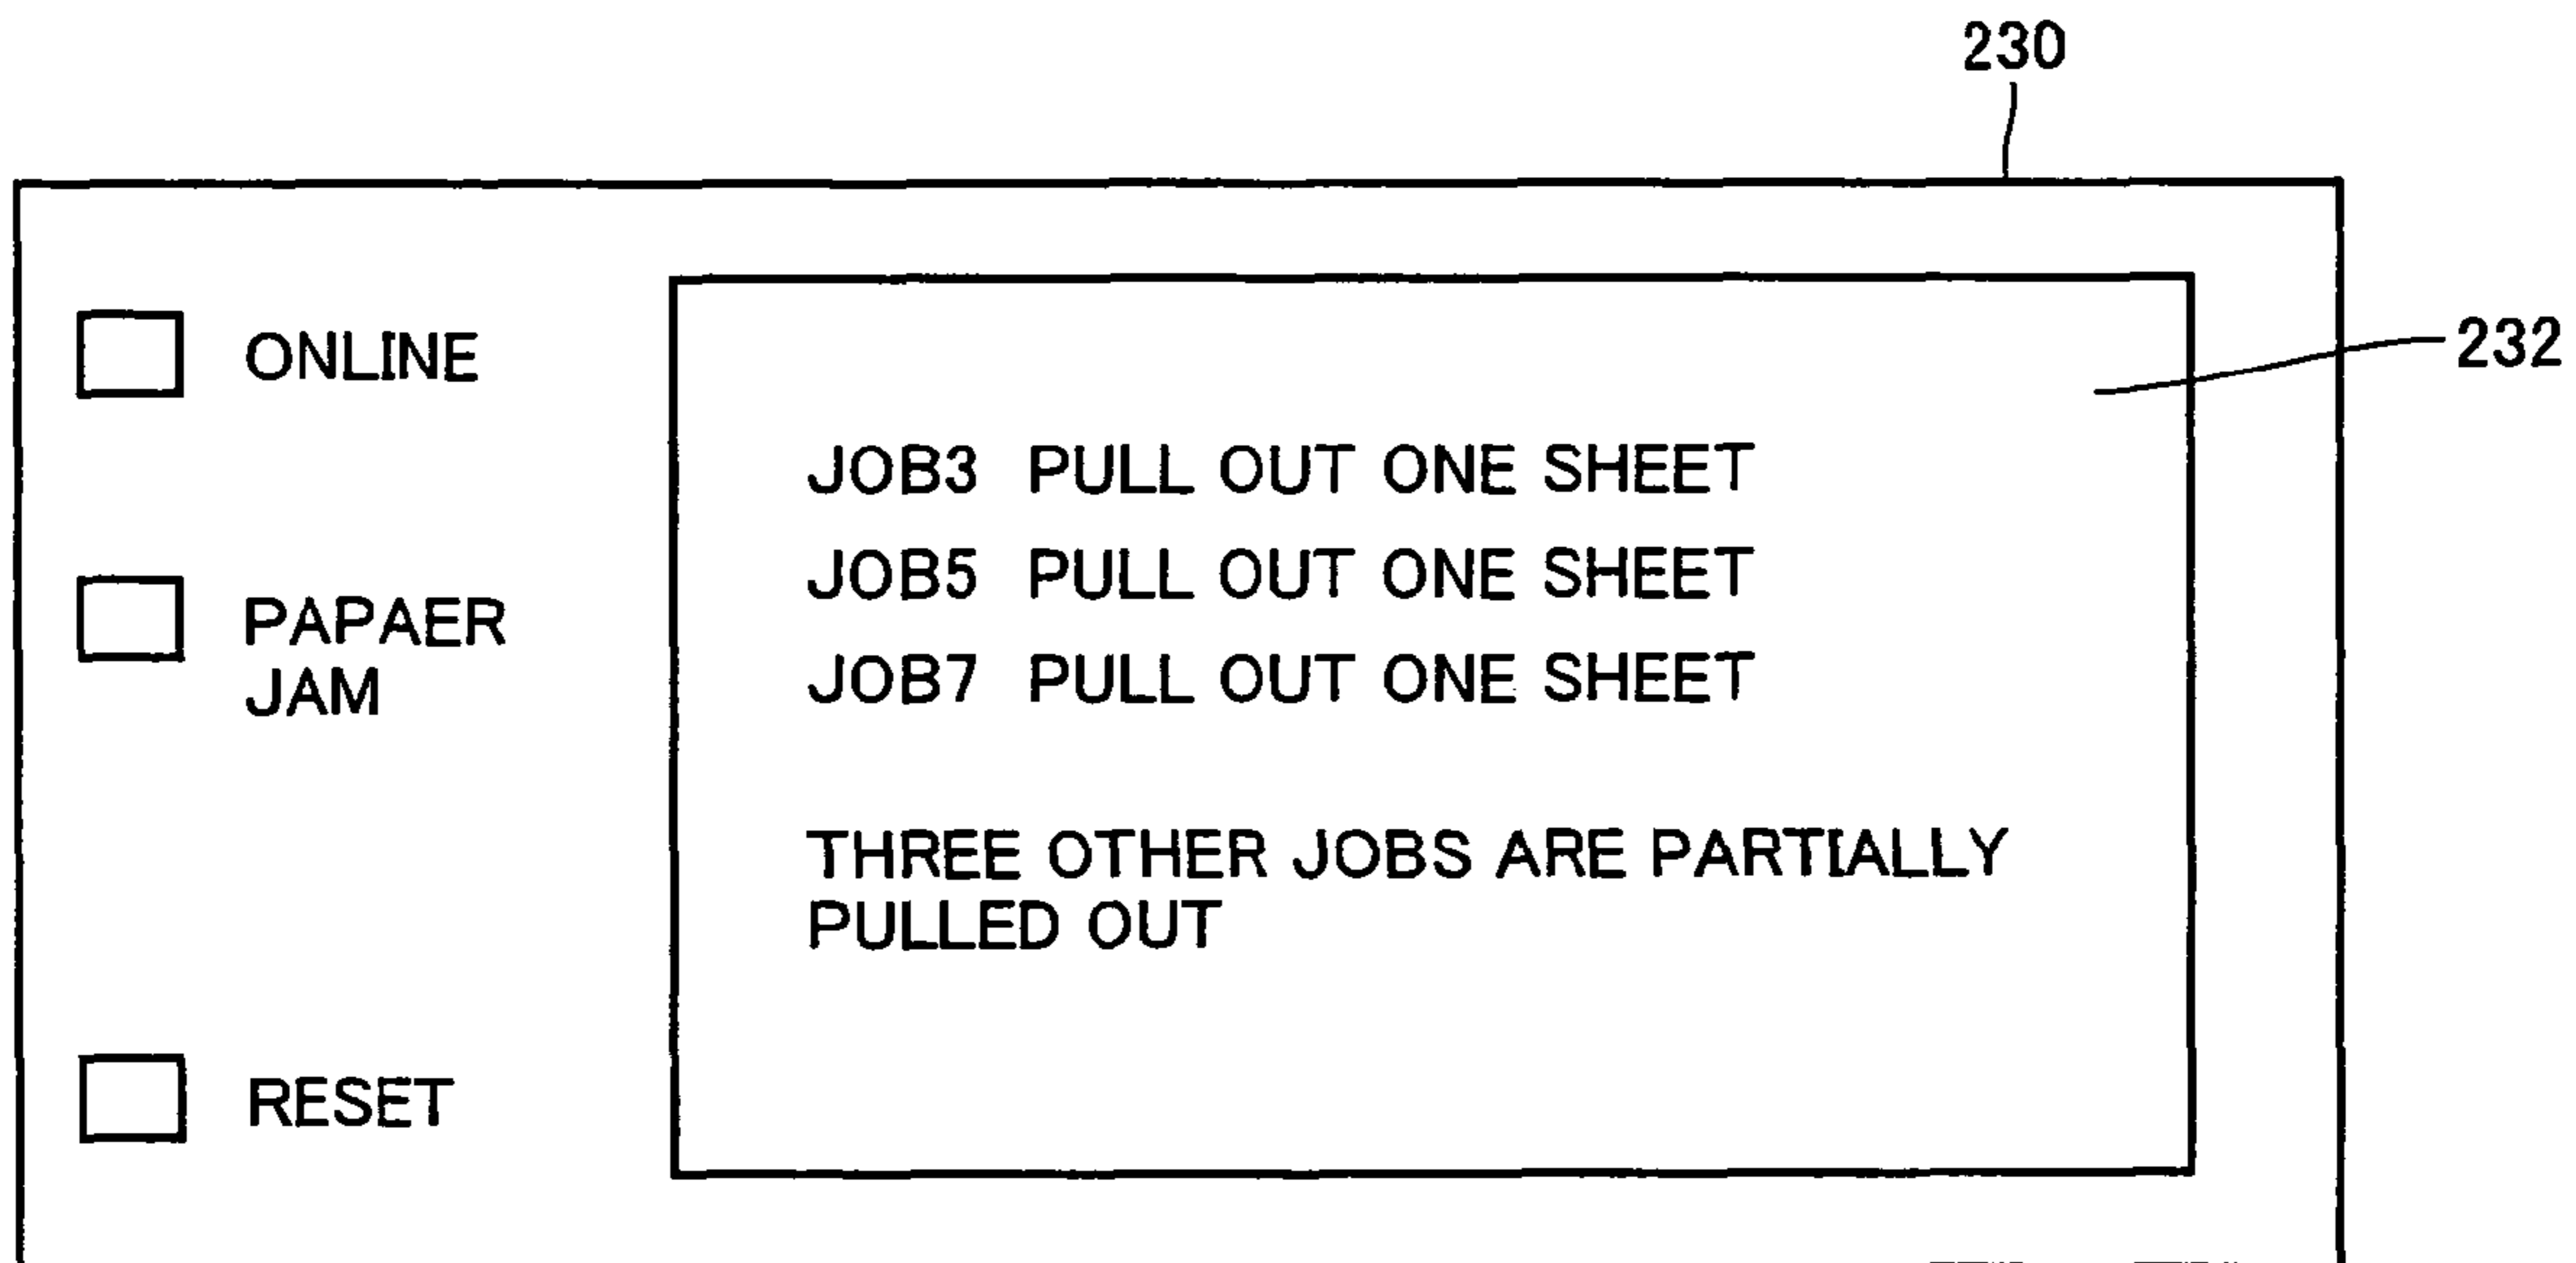 230
232
ONLINE
PAPAER
JAM
RESET
JOB3 PULL OUT ONE SHEET
JOB5 PULL OUT ONE SHEET
JOB7 PULL OUT ONE SHEET
THREE OTHER JOBS ARE PARTIALLY
PULLED OUT